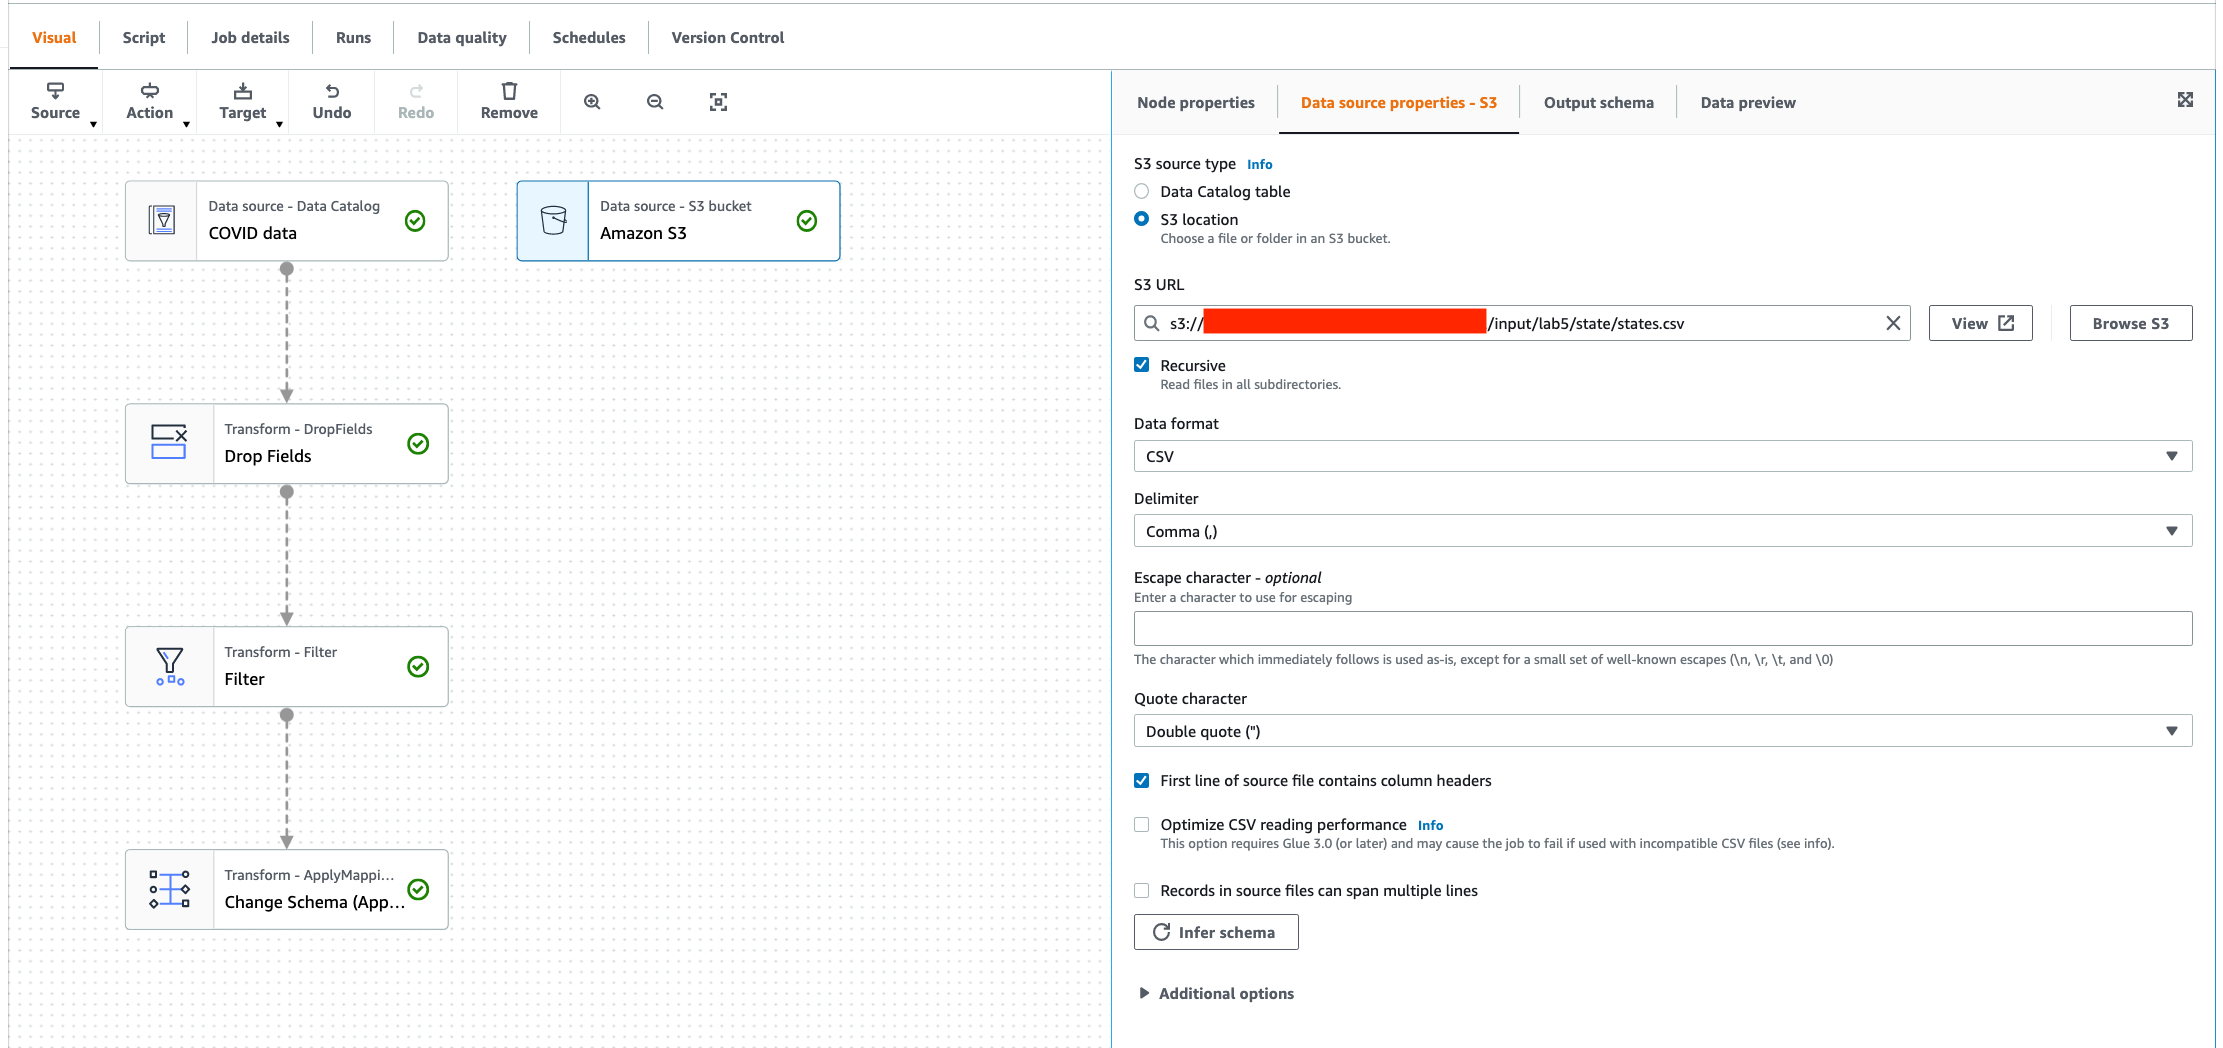 Visual
Script
Job details
Runs
Data quality
Schedules
Version Control
Source
Action
Target
Undo
Redo
Remove
Data source - Data Catalog
COVID data
Data source - S3 bucket
Amazon S3
Transform - DropFields
Drop Fields
Transform - Filter
Filter
Transform - ApplyMappi...
Change Schema (App...
Node properties
Data source properties - S3
Output schema
Data preview
S3 source type Info
Data Catalog table
S3 location
Choose a file or folder in an S3 bucket.
S3 URL
s3:// /input/lab5/state/states.csv
View
Browse S3
Recursive
Read files in all subdirectories.
Data format
CSV
Delimiter
Comma (,)
Escape character - optional
Enter a character to use for escaping
The character which immediately follows is used as-is, except for a small set of well-known escapes (\n, \r, \t, and \0)
Quote character
Double quote (")
First line of source file contains column headers
Optimize CSV reading performance Info
This option requires Glue 3.0 (or later) and may cause the job to fail if used with incompatible CSV files (see info).
Records in source files can span multiple lines
Infer schema
Additional options